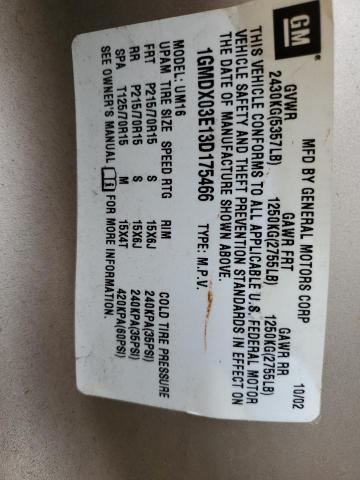 GM
MFD BY GENERAL MOTORS CORP 10/02
GVWR GAWR FRT GAWR RR
2430KG(5357LB) 1250KG(2755LB) 1250KG(2755LB)
THIS VEHICLE CONFORMS TO ALL APPLICABLE U.S. FEDERAL MOTOR
VEHICLE SAFETY AND THEFT PREVENTION STANDARDS IN EFFECT ON
THE DATE OF MANUFACTURE SHOWN ABOVE.
1GMDX03E13D175466 TYPE: M.P.V.
MODEL: UM16
UPAM TIRE SIZE SPEED RTG RIM COLD TIRE PRESSURE
FRT P215/70R15 S 15X6J 240KPA(35PSI)
RR P215/70R15 S 15X6J 240KPA(35PSI)
SPA T125/70R15 M 15X4T 420KPA(60PSI)
SEE OWNER'S MANUAL FOR MORE INFORMATION.